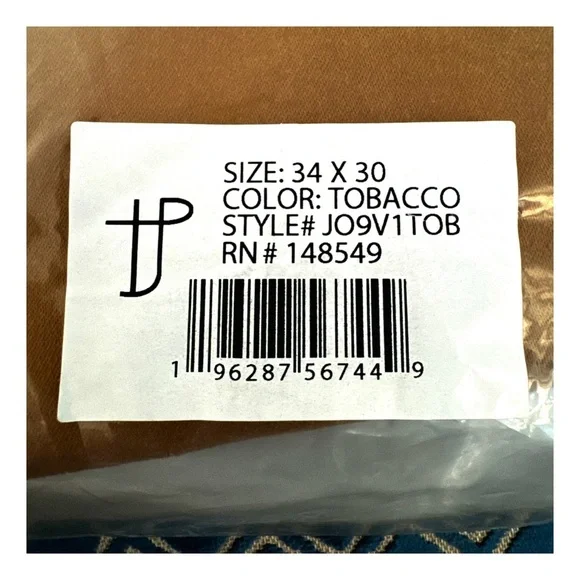 SIZE: 34 X 30
COLOR: TOBACCO
STYLE# JO9V1TOB
RN# 148549
1 96287 56744 9